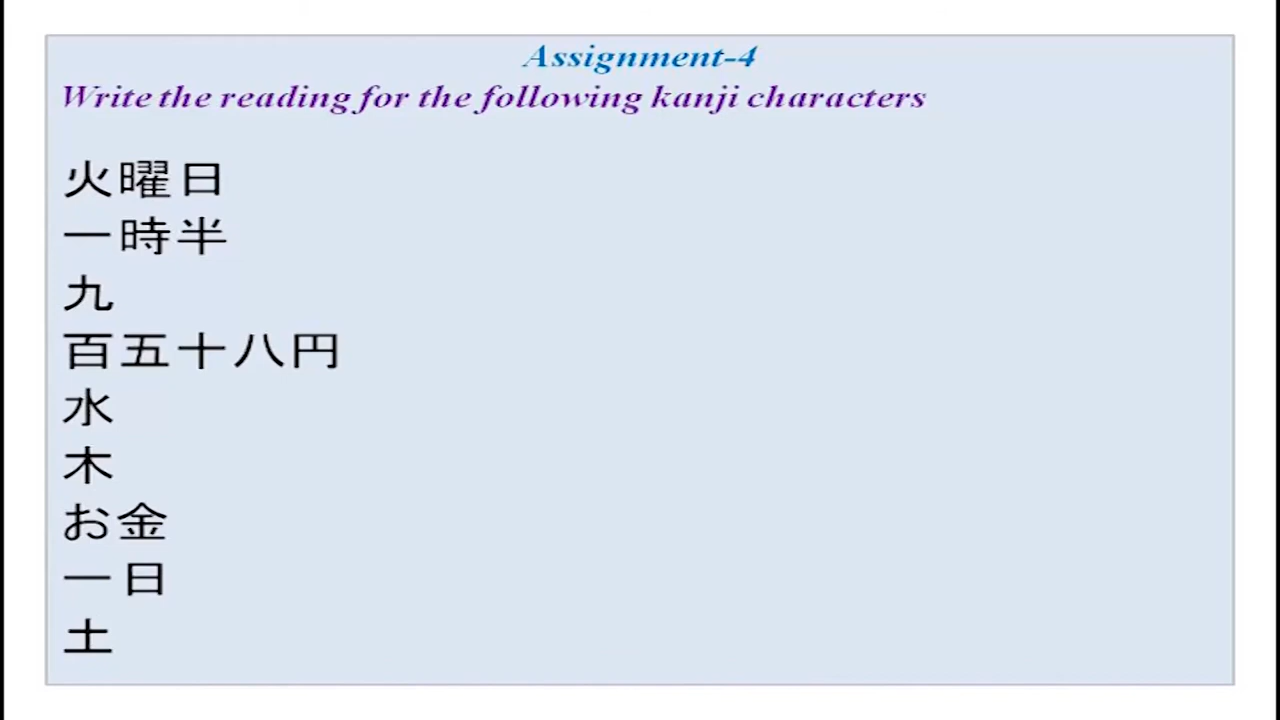 Assignment-4
Write the reading for the following kanji characters
火曜日
一時半
九
百五十八円
水
木
お金
一日
土